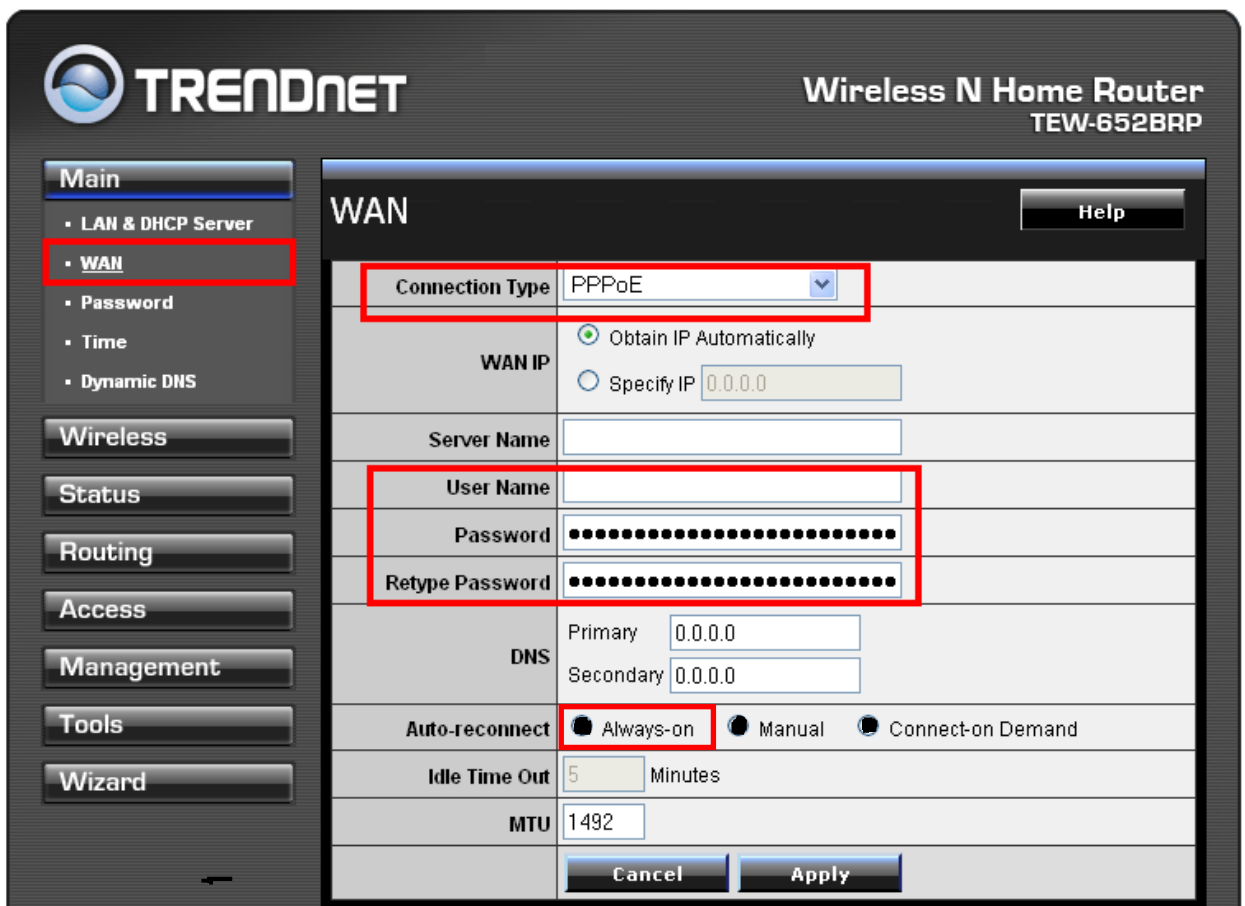 TRENDNET
Wireless N Home Router
TEW-652BRP
Main
LAN & DHCP Server
WAN
Password
Time
Dynamic DNS
Wireless
Status
Routing
Access
Management
Tools
Wizard
WAN
Help
Connection Type PPPoE
WAN IP
Obtain IP Automatically
Specify IP 0.0.0.0
Server Name
User Name
Password ●●●●●●●●●●●●●●●●●●●●●●●●●
Retype Password ●●●●●●●●●●●●●●●●●●●●●●●●●
DNS
Primary 0.0.0.0
Secondary 0.0.0.0
Auto-reconnect Always-on Manual Connect-on Demand
Idle Time Out 5 Minutes
MTU 1492
Cancel Apply